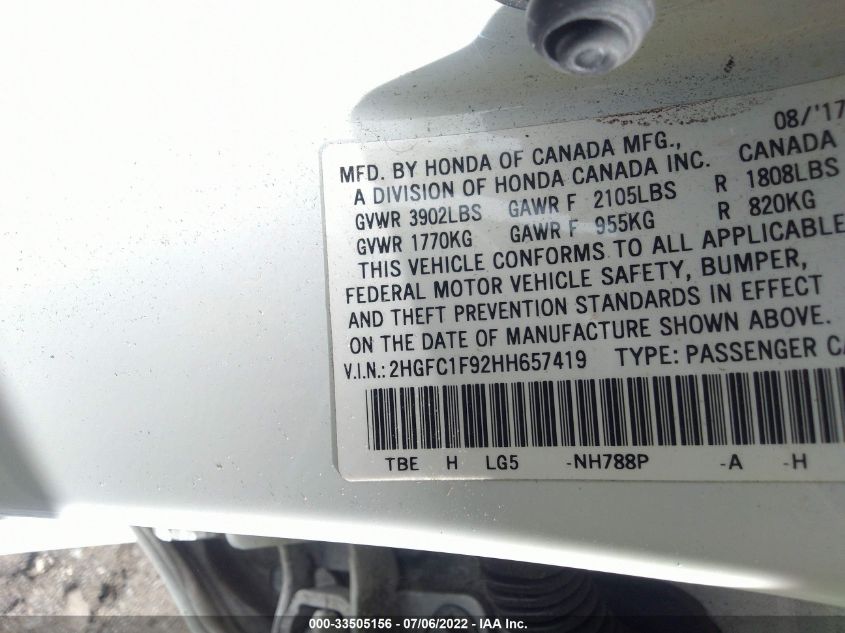 08/'17
MFD. BY HONDA OF CANADA MFG., CANADA
A DIVISION OF HONDA CANADA INC.
GVWR 3902LBS GAWR F 2105LBS R 1808LBS
GVWR 1770KG GAWR F 955KG R 820KG
THIS VEHICLE CONFORMS TO ALL APPLICABLE
FEDERAL MOTOR VEHICLE SAFETY, BUMPER,
AND THEFT PREVENTION STANDARDS IN EFFECT
ON THE DATE OF MANUFACTURE SHOWN ABOVE.
V.I.N.: 2HGFC1F92HH657419 TYPE: PASSENGER CA
TBE H LG5 -NH788P -A -H
000-33505156 - 07/06/2022 - IAA Inc.